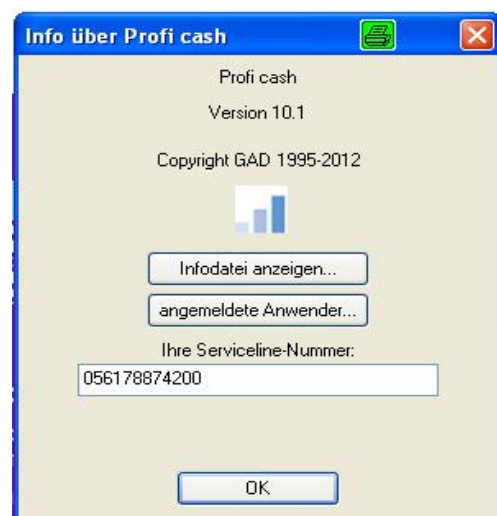 Info über Profi cash
Profi cash
Version 10.1
Copyright GAD 1995-2012
Infodatei anzeigen...
angemeldete Anwender...
Ihre Serviceline-Nummer:
056178874200
OK